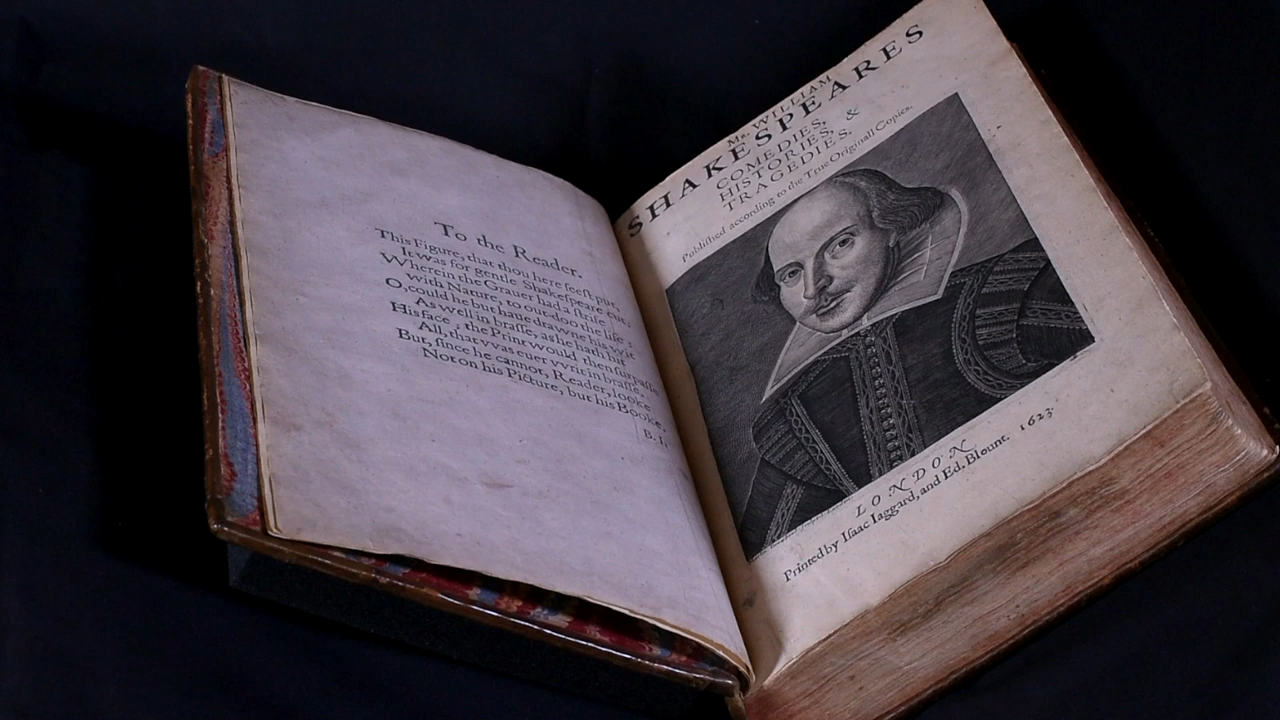 To the Reader.
This Figure, that thou here seeſt put,
It was for gentle Shakeſpeare cut;
Wherein the Grauer had a ſtrife
with Nature, to out-doo the life:
O, could he but haue drawne his wit
As well in braſſe, as he hath hit
His face; the Print would then ſurpaſſe
All, that vvas euer vvrit in braſſe.
But, ſince he cannot, Reader, looke
Not on his Picture, but his Booke.
B. I.
Mr. WILLIAM
SHAKESPEARES
COMEDIES,
HISTORIES, &
TRAGEDIES.
Publiſhed according to the True Originall Copies.
LONDON
Printed by Iſaac Iaggard, and Ed. Blount. 1623.